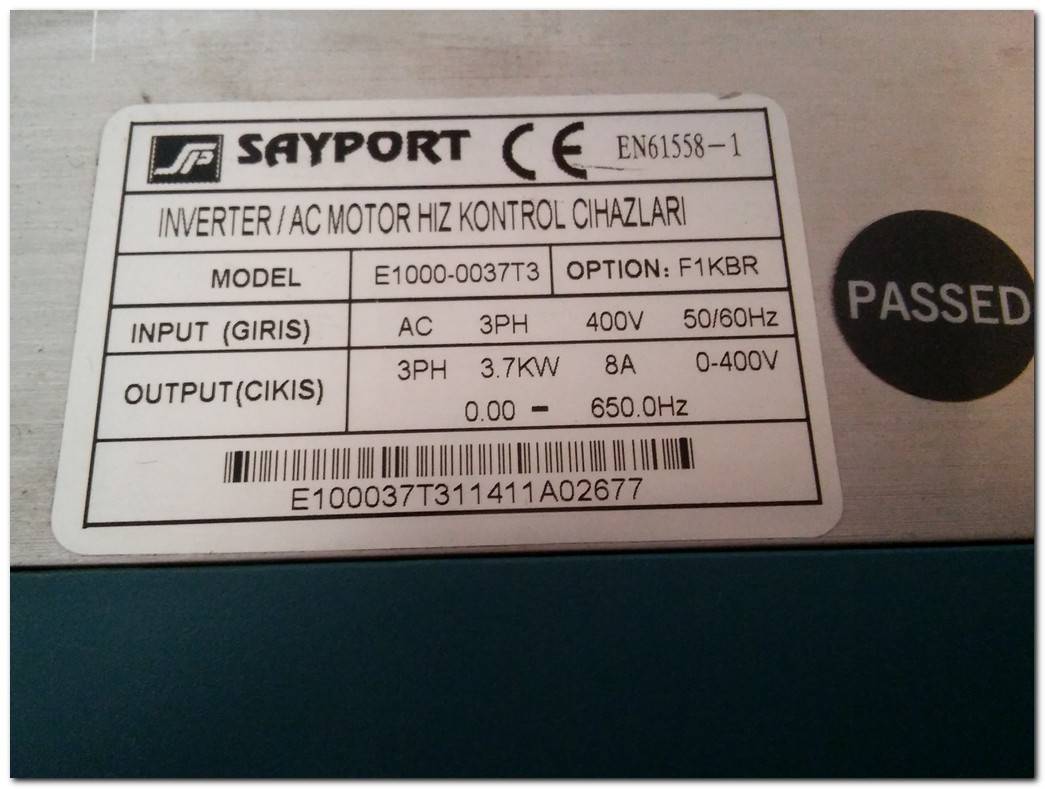 SP SAYPORT CE EN61558-1
INVERTER / AC MOTOR HIZ KONTROL CIHAZLARI
MODEL E1000-0037T3 OPTION: F1KBR
INPUT (GIRIS) AC 3PH 400V 50/60Hz
OUTPUT(CIKIS) 3PH 3.7KW 8A 0-400V
0.00 - 650.0Hz
E100037T311411A02677
PASSED